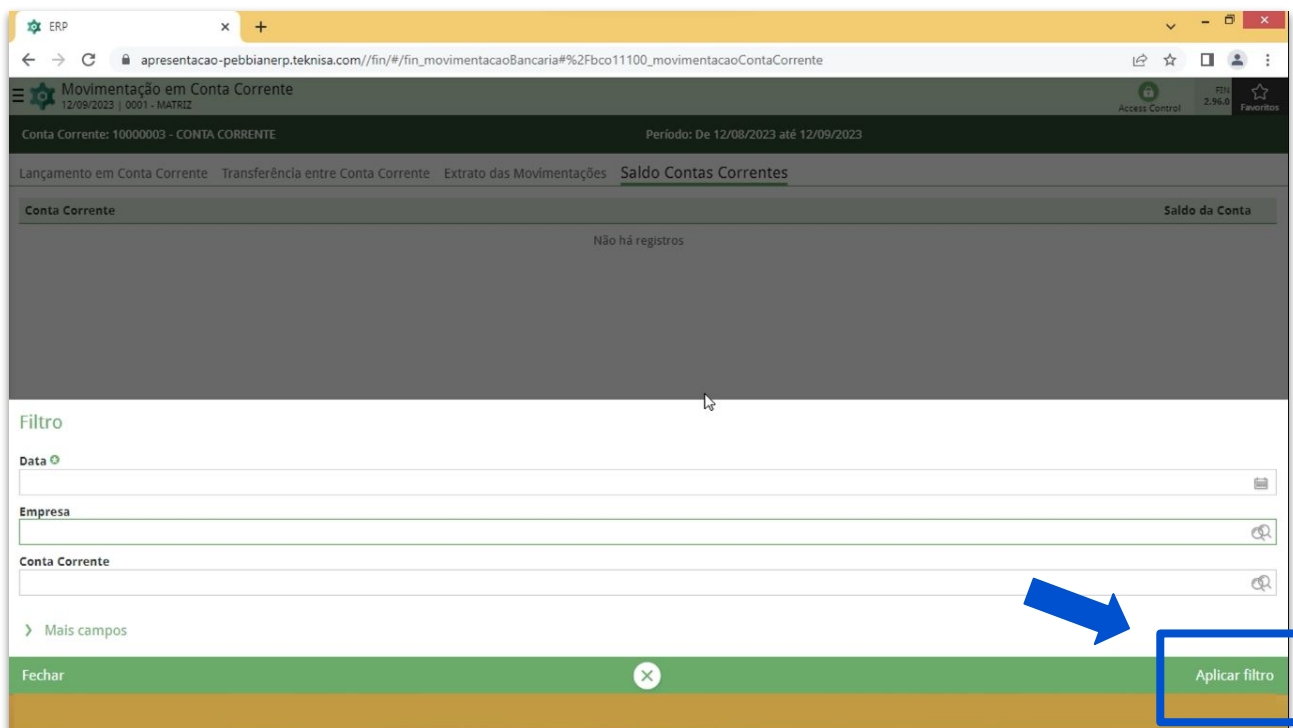 ERP
apresentacao-pebbianerp.teknisa.com//fin/#/fin_movimentacaoBancaria#%2Fbco11100_movimentacaoContaCorrente
Movimentação em Conta Corrente
12/09/2023 | 0001 - MATRIZ
Access Control
FIN
2.96.0
Favoritos
Conta Corrente: 10000003 - CONTA CORRENTE Período: De 12/08/2023 até 12/09/2023
Lançamento em Conta Corrente Transferência entre Conta Corrente Extrato das Movimentações Saldo Contas Correntes
Conta Corrente Saldo da Conta
Não há registros
Filtro
Data
Empresa
Conta Corrente
Mais campos
Fechar Aplicar filtro